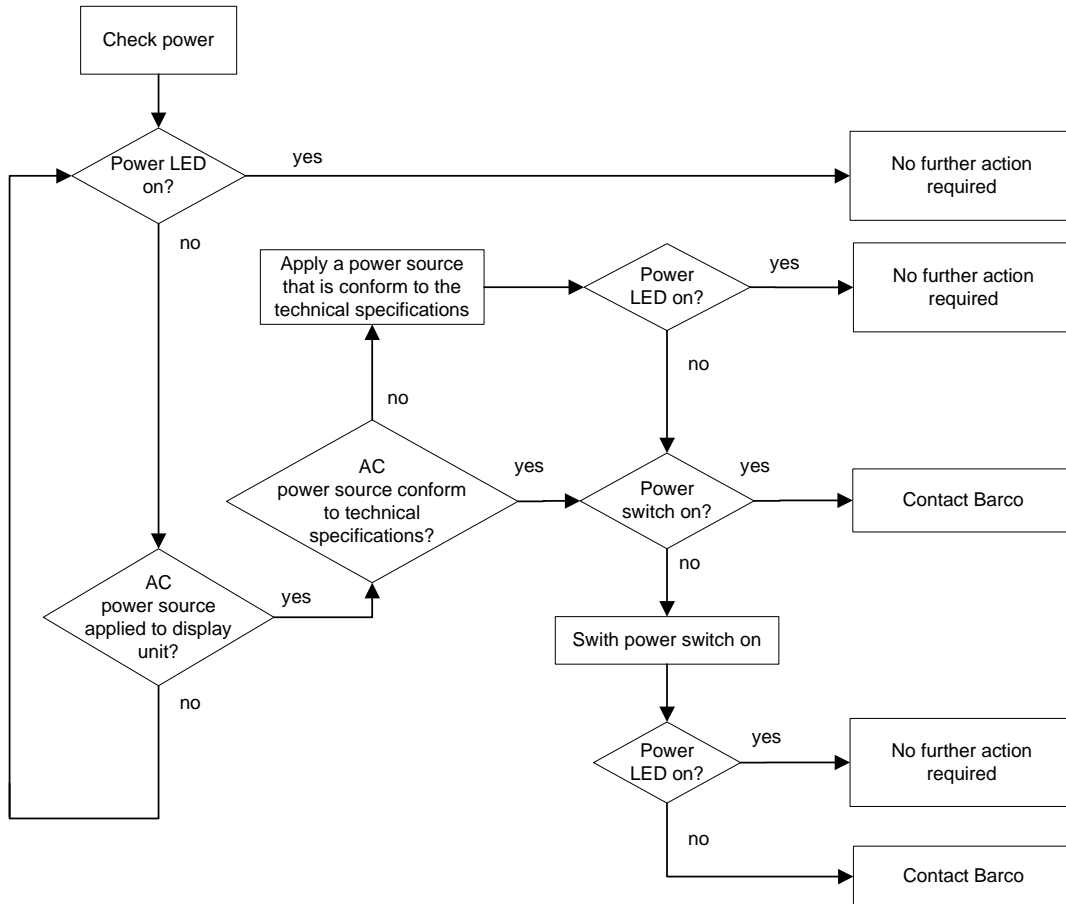 Check power
Power LED
on?
yes
No further action
required
no
Apply a power source
that is conform to the
technical specifications
Power
LED on?
yes
No further action
required
no
no
AC
power source conform
to technical
specifications?
yes
Power
switch on?
yes
Contact Barco
no
AC
power source
applied to display
unit?
yes
no
Swith power switch on
Power
LED on?
yes
No further action
required
no
Contact Barco